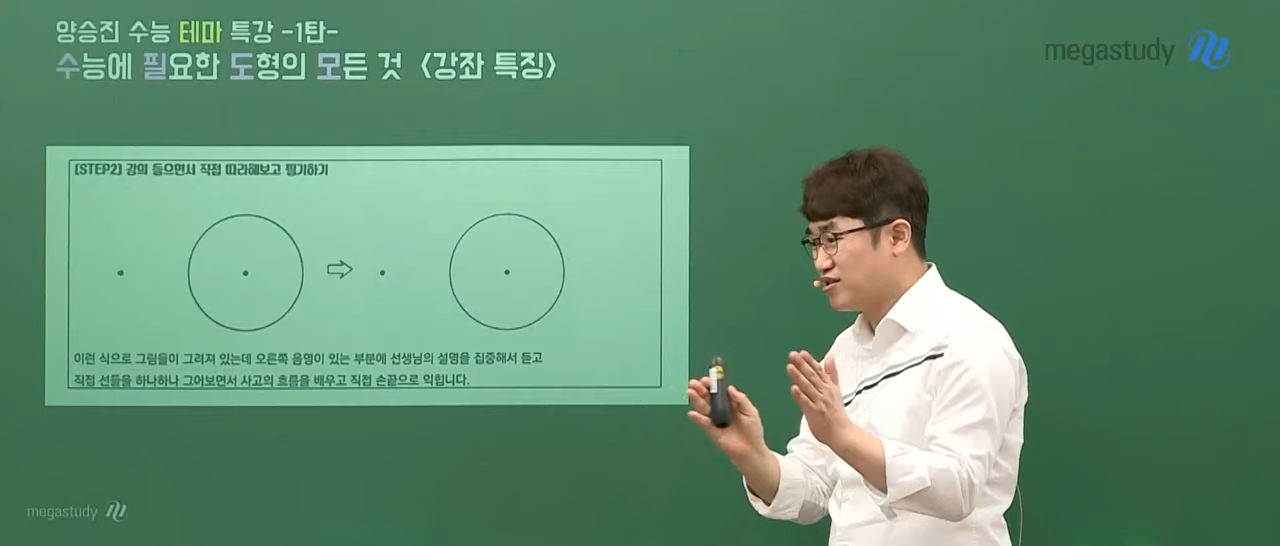 양승진 수능 테마 특강 -1탄-
수능에 필요한 도형의 모든 것 <강좌 특징>
megastudy
[STEP2] 강의 들으면서 직접 따라해보고 필기하기
이런 식으로 그림들이 그려져 있는데 오른쪽 음영이 있는 부분에 선생님의 설명을 집중해서 듣고
직접 선들을 하나하나 그어보면서 사고의 흐름을 배우고 직접 손끝으로 익힙니다.
megastudy